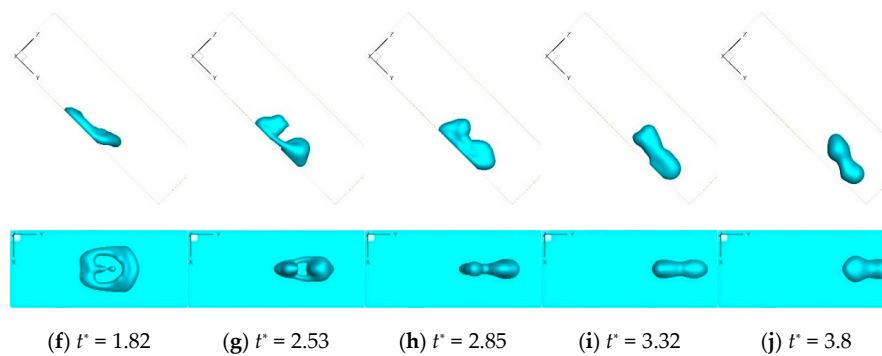 Z Z Z Z Z
X X X X X
Y Y Y Y Y
Y Y Y Y Y
X X X X X
(f) t* = 1.82 (g) t* = 2.53 (h) t* = 2.85 (i) t* = 3.32 (j) t* = 3.8